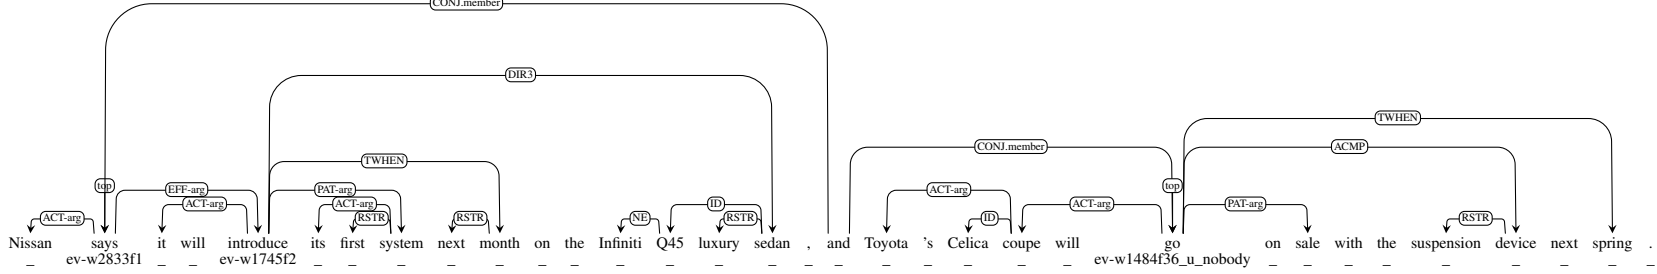 CONJ.member
DIR3
TWHEN
CONJ.member ACMP
TWHEN
top EFF-arg PAT-arg ACT-arg top
ACT-arg ACT-arg ID ACT-arg PAT-arg
ACT-arg RSTR RSTR NE RSTR ID RSTR
Nissan says it will introduce its first system next month on the Infiniti Q45 luxury sedan , and Toyota 's Celica coupe will go on sale with the suspension device next spring .
_ ev-w2833f1 _ _ ev-w1745f2 _ _ _ _ _ _ _ _ _ _ _ _ _ _ _ _ _ _ ev-w1484f36_u_nobody _ _ _ _ _ _ _ _ _